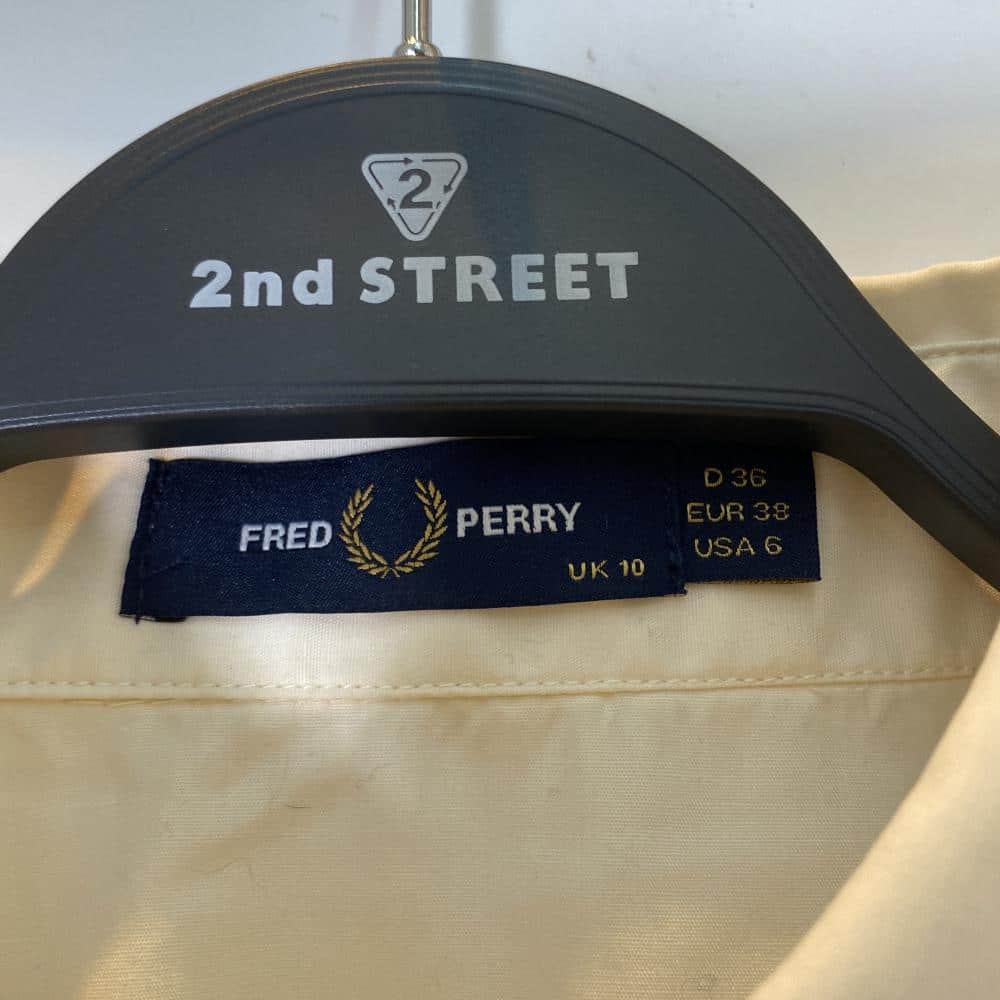 2
2nd STREET
FRED PERRY
UK 10
D 36
EUR 38
USA 6